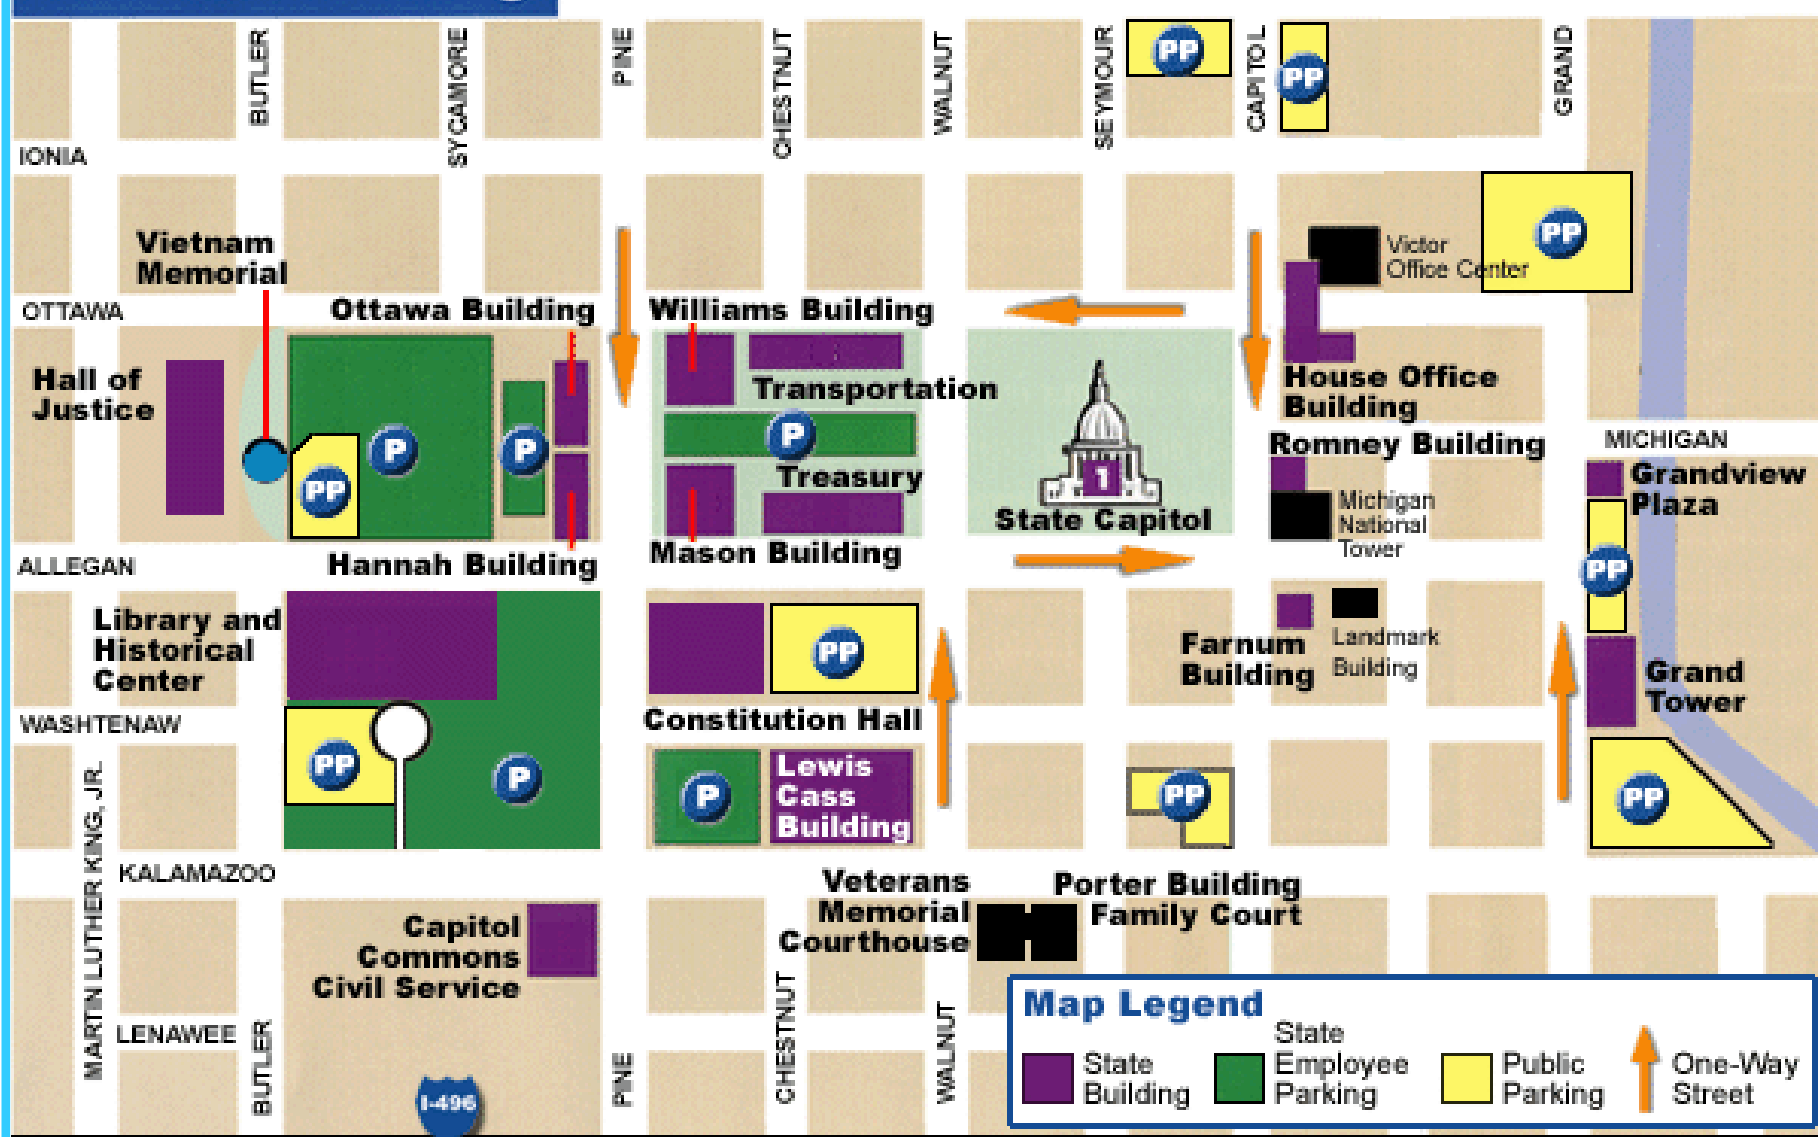 BUTLER
SYCAMORE
PINE
CHESTNUT
WALNUT
SEYMOUR
PP
CAPITOL
PP
GRAND
IONIA
Vietnam
Memorial
Victor
Office Center
PP
OTTAWA
Ottawa Building
Williams Building
Hall of
Justice
P
P
PP
Transportation
P
Treasury
1
State Capitol
House Office
Building
Romney Building
MICHIGAN
Grandview
Plaza
Michigan
National
Tower
ALLEGAN
Hannah Building
Mason Building
PP
Library and
Historical
Center
PP
Farnum
Building
Landmark
Building
Grand
Tower
WASHTENAW
Constitution Hall
PP
P
P
Lewis
Cass
Building
PP
PP
MARTIN LUTHER KING, JR.
KALAMAZOO
Veterans
Memorial
Courthouse
Porter Building
Family Court
Capitol
Commons
Civil Service
LENAWEE
BUTLER
I-496
PINE
CHESTNUT
WALNUT
Map Legend
State
Building
State
Employee
Parking
Public
Parking
One-Way
Street